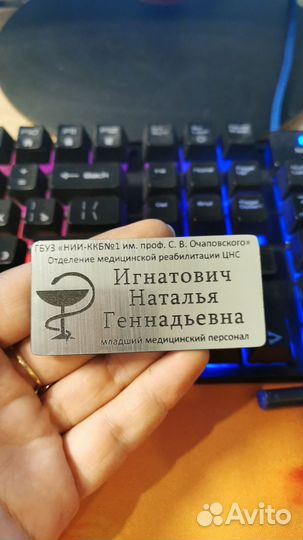 ГБУЗ «НИИ-ККБ№1 им. проф. С. В. Очаповского»
Отделение медицинской реабилитации ЦНС
Игнатович
Наталья
Геннадьевна
младший медицинский персонал
Avito